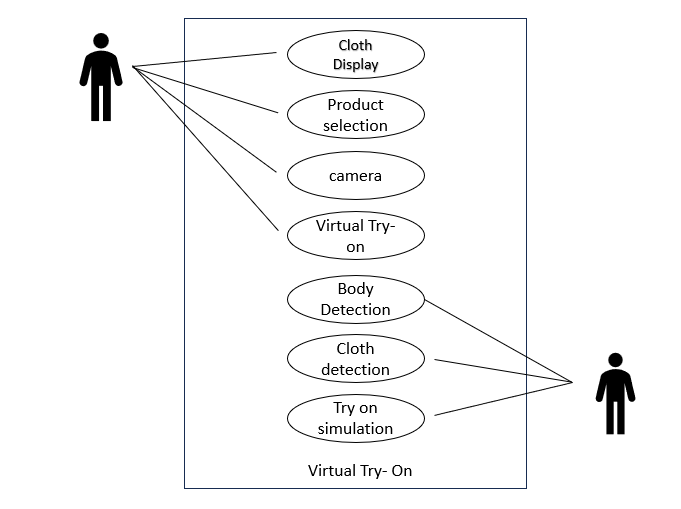 Cloth
Display
Product
selection
camera
Virtual Try-
on
Body
Detection
Cloth
detection
Try on
simulation
Virtual Try- On